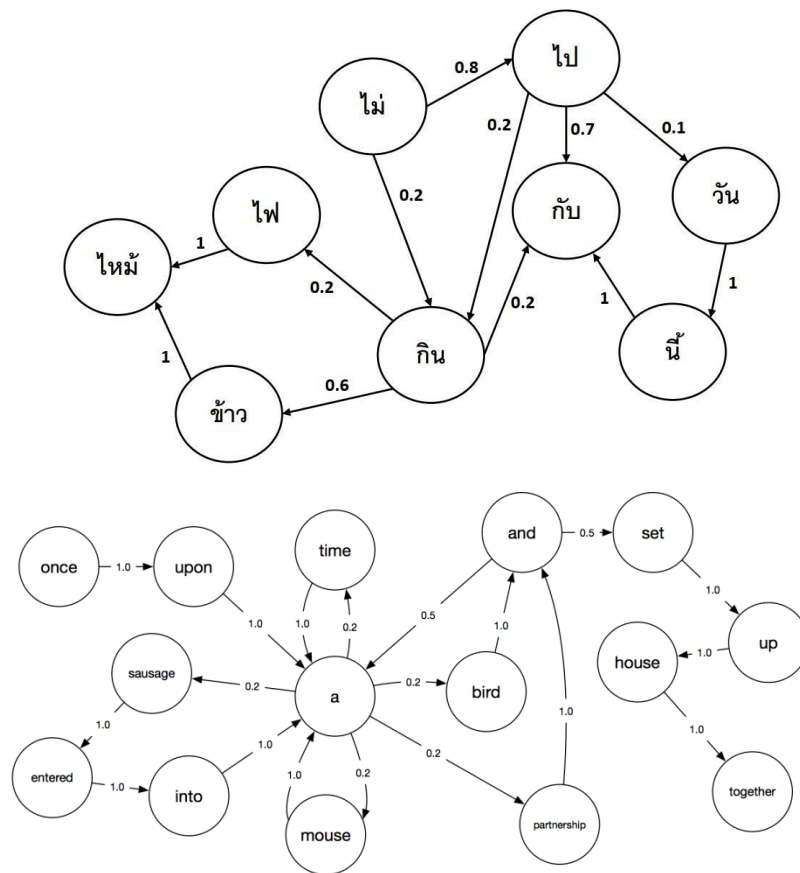 ไป
0.8
ไม่
0.2
0.7
0.1
วัน
ไฟ
0.2
กับ
1
ไหม้
0.2
0.2
1
1
กิน
นี้
1
0.6
ข้าว
and
0.5
set
time
once
1.0
upon
1.0
1.0
0.2
0.5
1.0
1.0
up
1.0
house
sausage
0.2
a
0.2
bird
1.0
1.0
1.0
0.2
1.0
entered
1.0
into
1.0
0.2
mouse
partnership
together